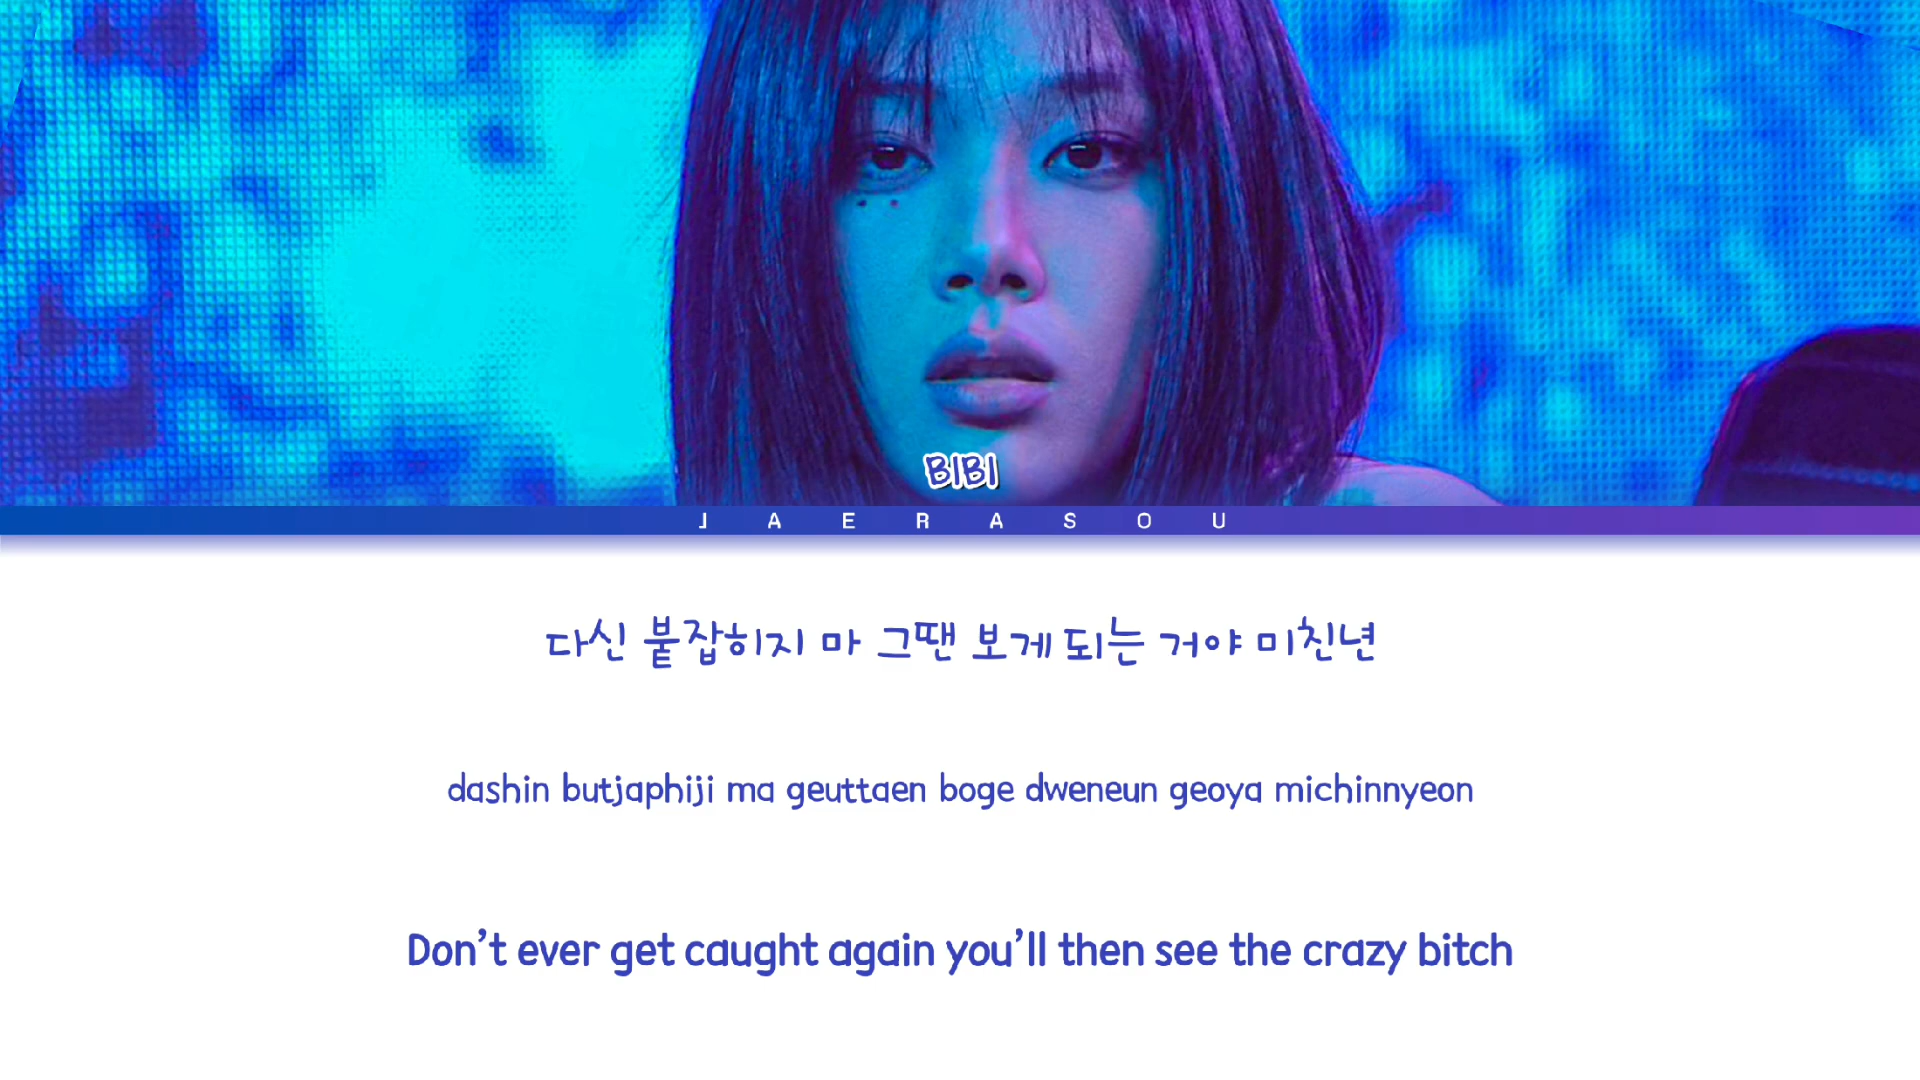 BIBI
JAERASOU
다신 붙잡히지 마 그땐 보게 되는 거야 미친년
dashin butjaphiji ma geuttaen boge dweneun geoya michinnyeon
Don't ever get caught again you'll then see the crazy bitch